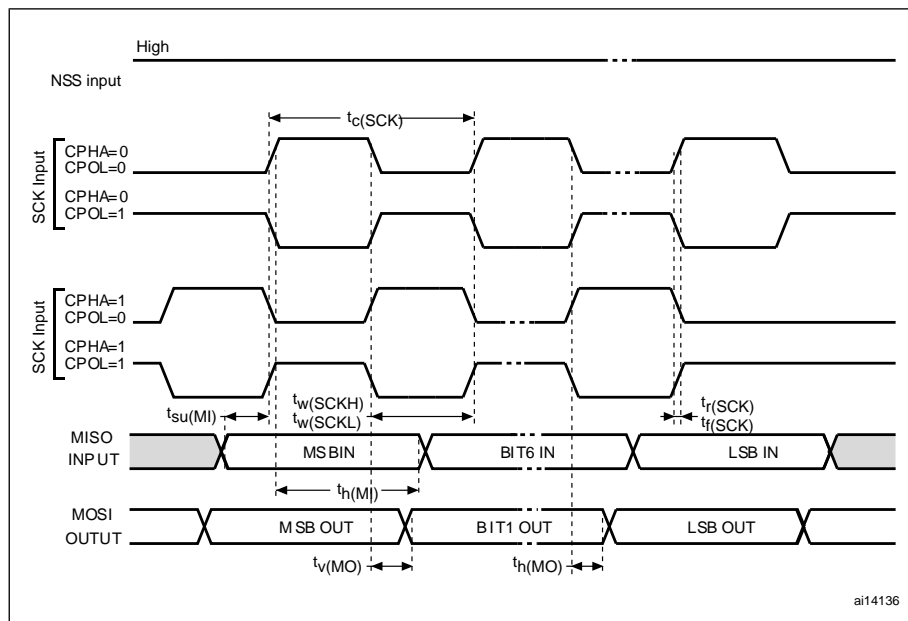 High
NSS input
tc(SCK)
SCK Input
CPHA=0
CPOL=0
CPHA=0
CPOL=1
SCK Input
CPHA=1
CPOL=0
CPHA=1
CPOL=1
tsu(MI)
tw(SCKH)
tw(SCKL)
tr(SCK)
tf(SCK)
MISO
INPUT
MSBIN
BIT6 IN
LSB IN
th(MI)
MOSI
OUTUT
MSB OUT
BIT1 OUT
LSB OUT
tv(MO)
th(MO)
ai14136